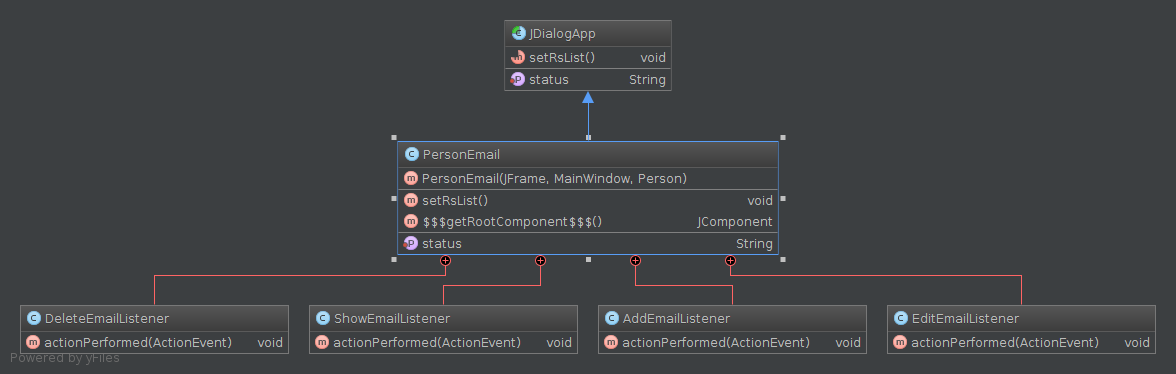 JDialogApp
setRsList() void
status String
PersonEmail
PersonEmail(JFrame, MainWindow, Person)
setRsList() void
$$$getRootComponent$$$() JComponent
status String
DeleteEmailListener
actionPerformed(ActionEvent) void
ShowEmailListener
actionPerformed(ActionEvent) void
AddEmailListener
actionPerformed(ActionEvent) void
EditEmailListener
actionPerformed(ActionEvent) void
Powered by yFiles